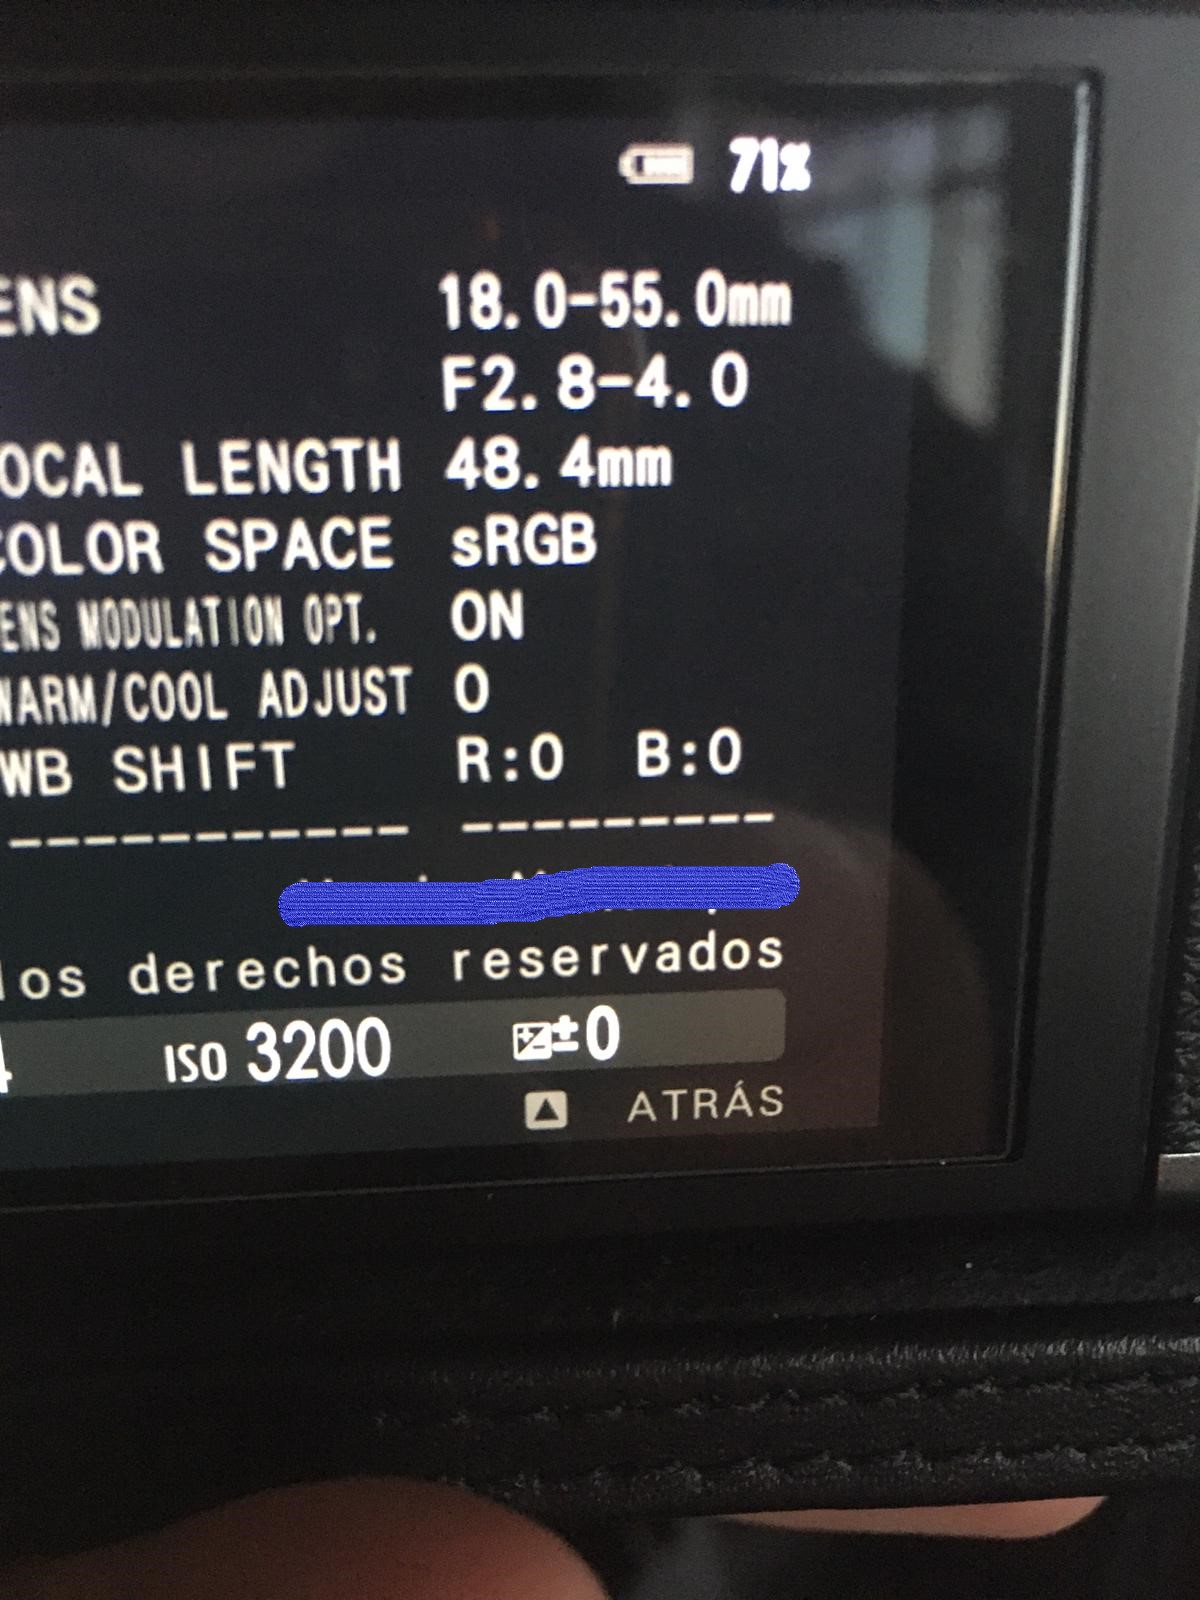 71%
ENS 18.0-55.0mm
F2.8-4.0
OCAL LENGTH 48.4mm
COLOR SPACE sRGB
ENS MODULATION OPT. ON
WARM/COOL ADJUST 0
WB SHIFT R:0 B:0
----------- ---------
los derechos reservados
4 ISO 3200 ±0
ATRÁS